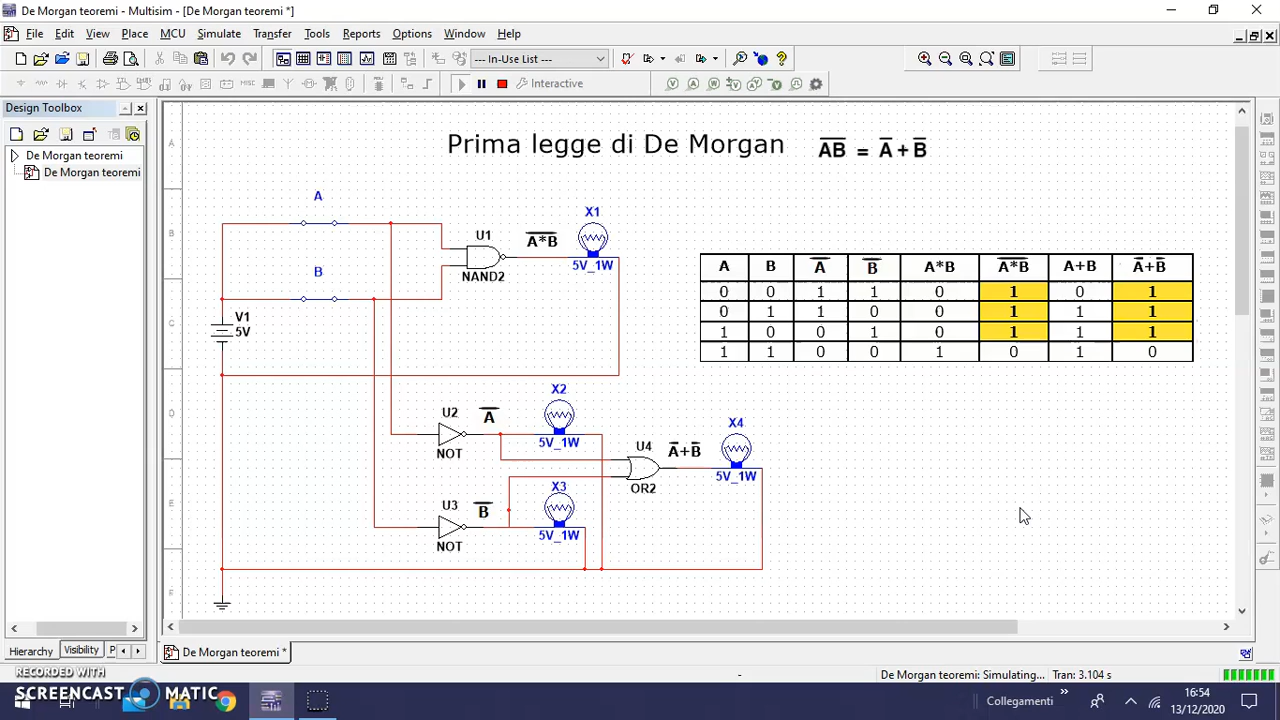 De Morgan teoremi - Multisim - [De Morgan teoremi *]
File Edit View Place MCU Simulate Transfer Tools Reports Options Window Help
--- In-Use List ---
Interactive
Design Toolbox
De Morgan teoremi
De Morgan teoremi
Hierarchy Visibility P
Prima legge di De Morgan A̅B̅ = A̅ + B̅
A
B
C
D
E
F
A
B
V1
5V
U1
NAND2
A̅*̅B̅
X1
5V_1W
U2
NOT
A̅
X2
5V_1W
U3
NOT
B̅
X3
5V_1W
U4
OR2
A̅+B̅
X4
5V_1W
A B A̅ B̅ A*B A̅*̅B̅ A+B A̅+B̅
0 0 1 1 0 1 0 1
0 1 1 0 0 1 1 1
1 0 0 1 0 1 1 1
1 1 0 0 1 0 1 0
De Morgan teoremi *
- De Morgan teoremi: Simulating... Tran: 3.104 s
RECORDED WITH
SCREENCAST MATIC
Collegamenti »
16:54
13/12/2020